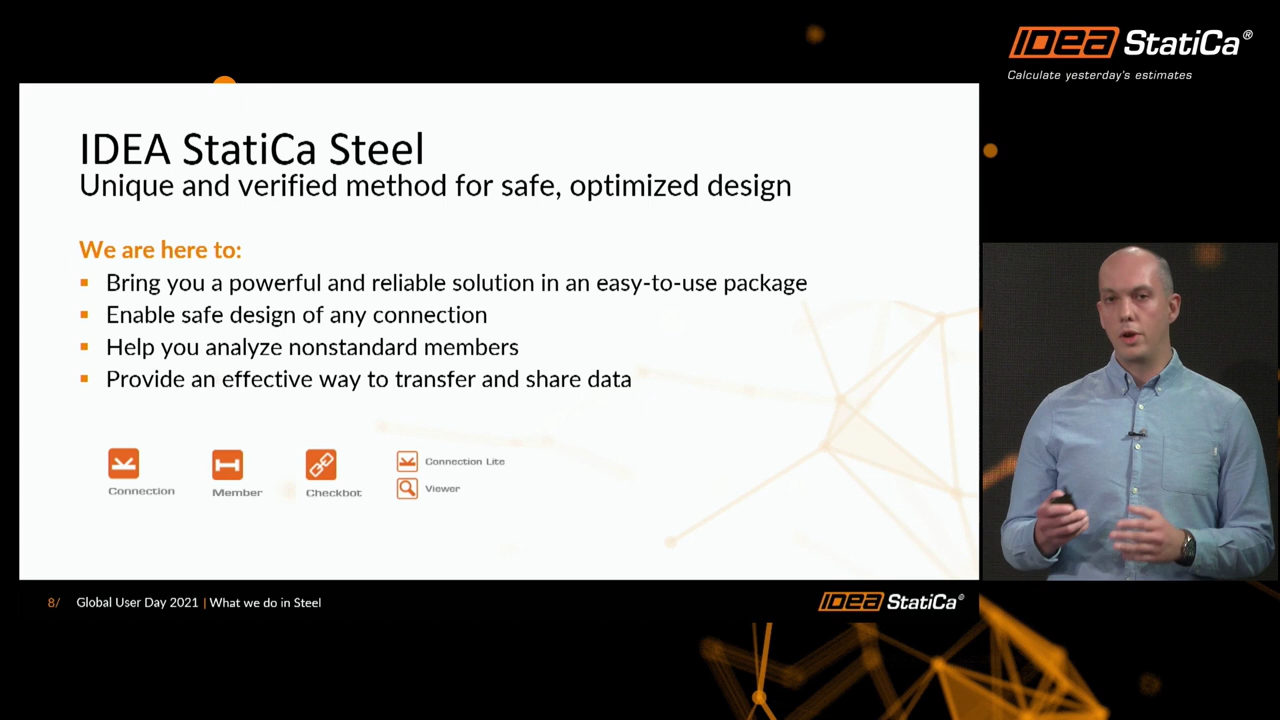 IDEA StatiCa®
Calculate yesterday's estimates
IDEA StatiCa Steel
Unique and verified method for safe, optimized design
We are here to:
▪ Bring you a powerful and reliable solution in an easy-to-use package
▪ Enable safe design of any connection
▪ Help you analyze nonstandard members
▪ Provide an effective way to transfer and share data
Connection
Member
Checkbot
Connection Lite
Viewer
8/ Global User Day 2021 | What we do in Steel
IDEA StatiCa®